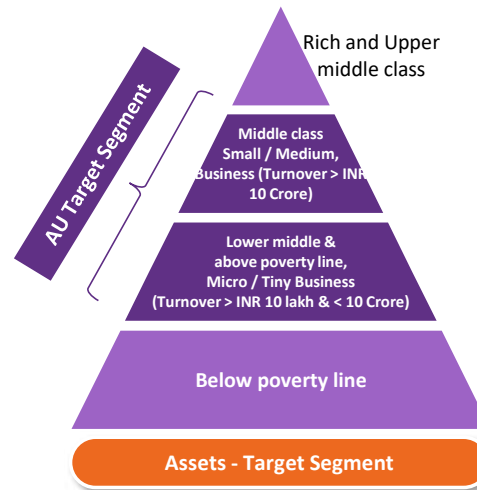 Rich and Upper
middle class
AU Target Segment
Middle class
Small / Medium,
Business (Turnover > INR
10 Crore)
Lower middle &
above poverty line,
Micro / Tiny Business
(Turnover > INR 10 lakh & < 10 Crore)
Below poverty line
Assets - Target Segment